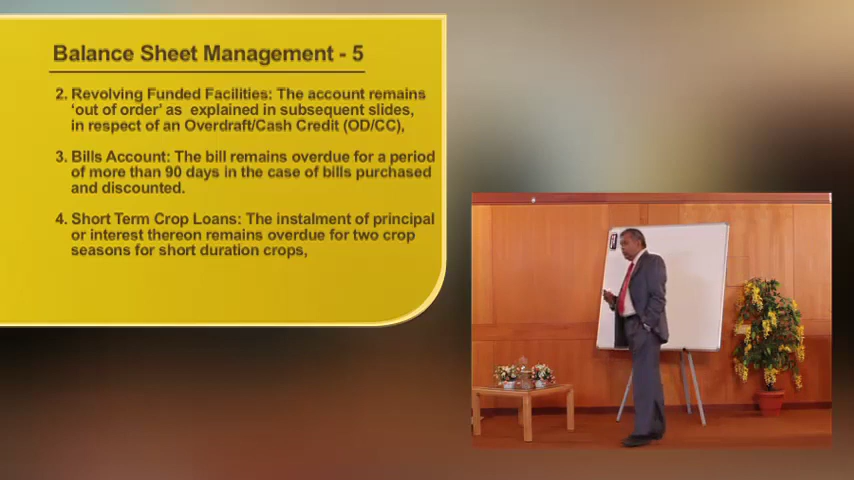 Balance Sheet Management - 5
2. Revolving Funded Facilities: The account remains
'out of order' as explained in subsequent slides,
in respect of an Overdraft/Cash Credit (OD/CC),
3. Bills Account: The bill remains overdue for a period
of more than 90 days in the case of bills purchased
and discounted.
4. Short Term Crop Loans: The instalment of principal
or interest thereon remains overdue for two crop
seasons for short duration crops,